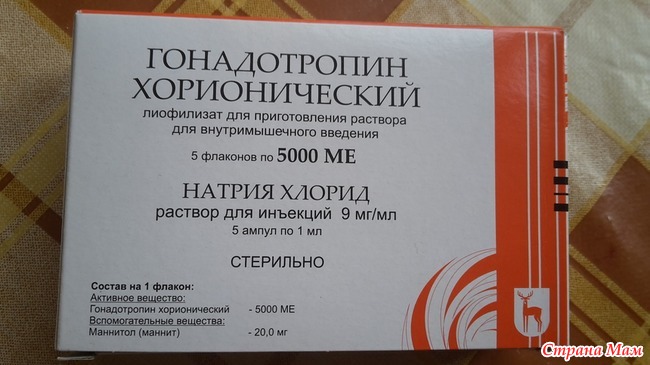 ГОНАДОТРОПИН
ХОРИОНИЧЕСКИЙ
лиофилизат для приготовления раствора
для внутримышечного введения
5 флаконов по 5000 МЕ
НАТРИЯ ХЛОРИД
раствор для инъекций 9 мг/мл
5 ампул по 1 мл
СТЕРИЛЬНО
Состав на 1 флакон:
Активное вещество:
Гонадотропин хорионический - 5000 МЕ
Вспомогательные вещества:
Маннитол (маннит) - 20,0 мг
Страна Мам